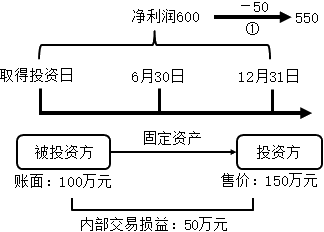 净利润600
-50
①
550
取得投资日
6月30日
12月31日
被投资方
固定资产
投资方
账面：100万元
售价：150万元
内部交易损益：50万元